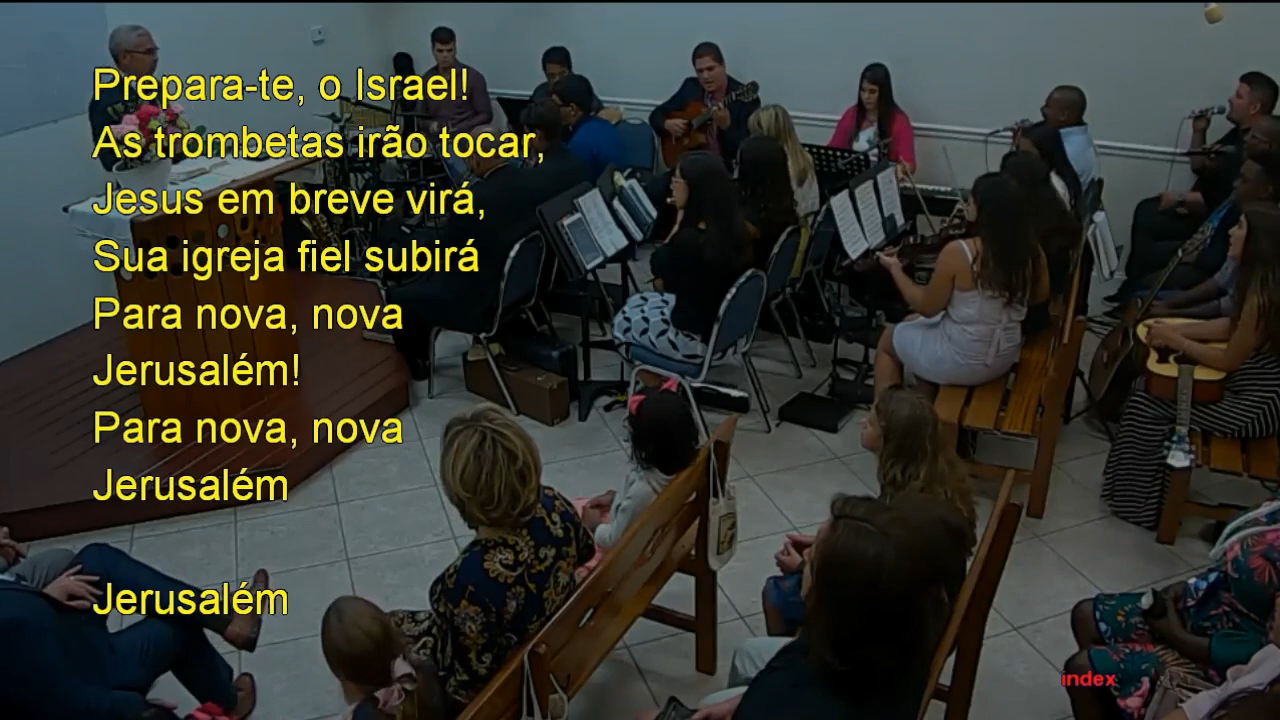 Prepara-te, o Israel!
As trombetas irão tocar,
Jesus em breve virá,
Sua igreja fiel subirá
Para nova, nova
Jerusalém!
Para nova, nova
Jerusalém
Jerusalém
index